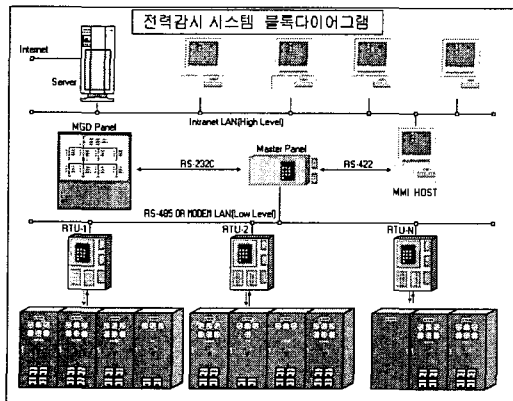 전력감시 시스템 블록다이어그램
Internet
Server
Intranet LAN(High Level)
MGD Panel
Master Panel
RS-232C
RS-422
MMI HOST
RS-485 OR MODEM LAN(Low Level)
RTU-1
RTU-2
RTU-N